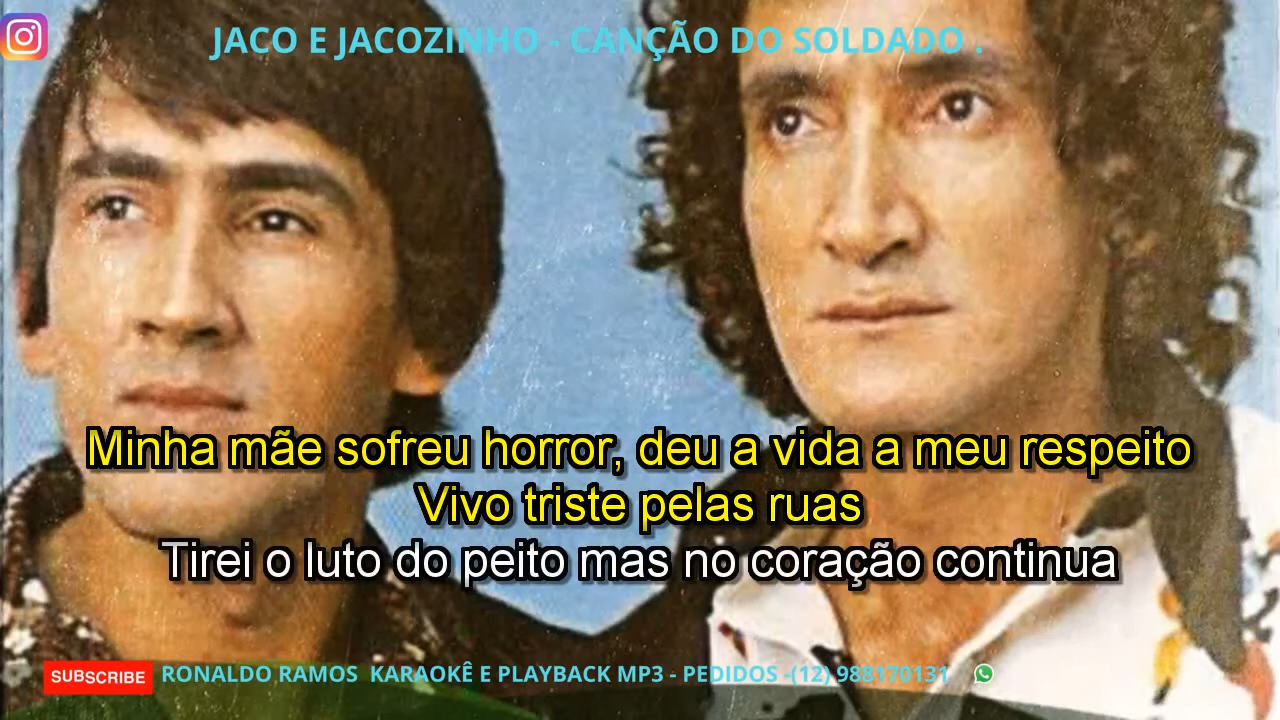 JACO E JACOZINHO - CANÇÃO DO SOLDADO .
Minha mãe sofreu horror, deu a vida a meu respeito
Vivo triste pelas ruas
Tirei o luto do peito mas no coração continua
SUBSCRIBE RONALDO RAMOS KARAOKÊ E PLAYBACK MP3 - PEDIDOS -(12) 988170131